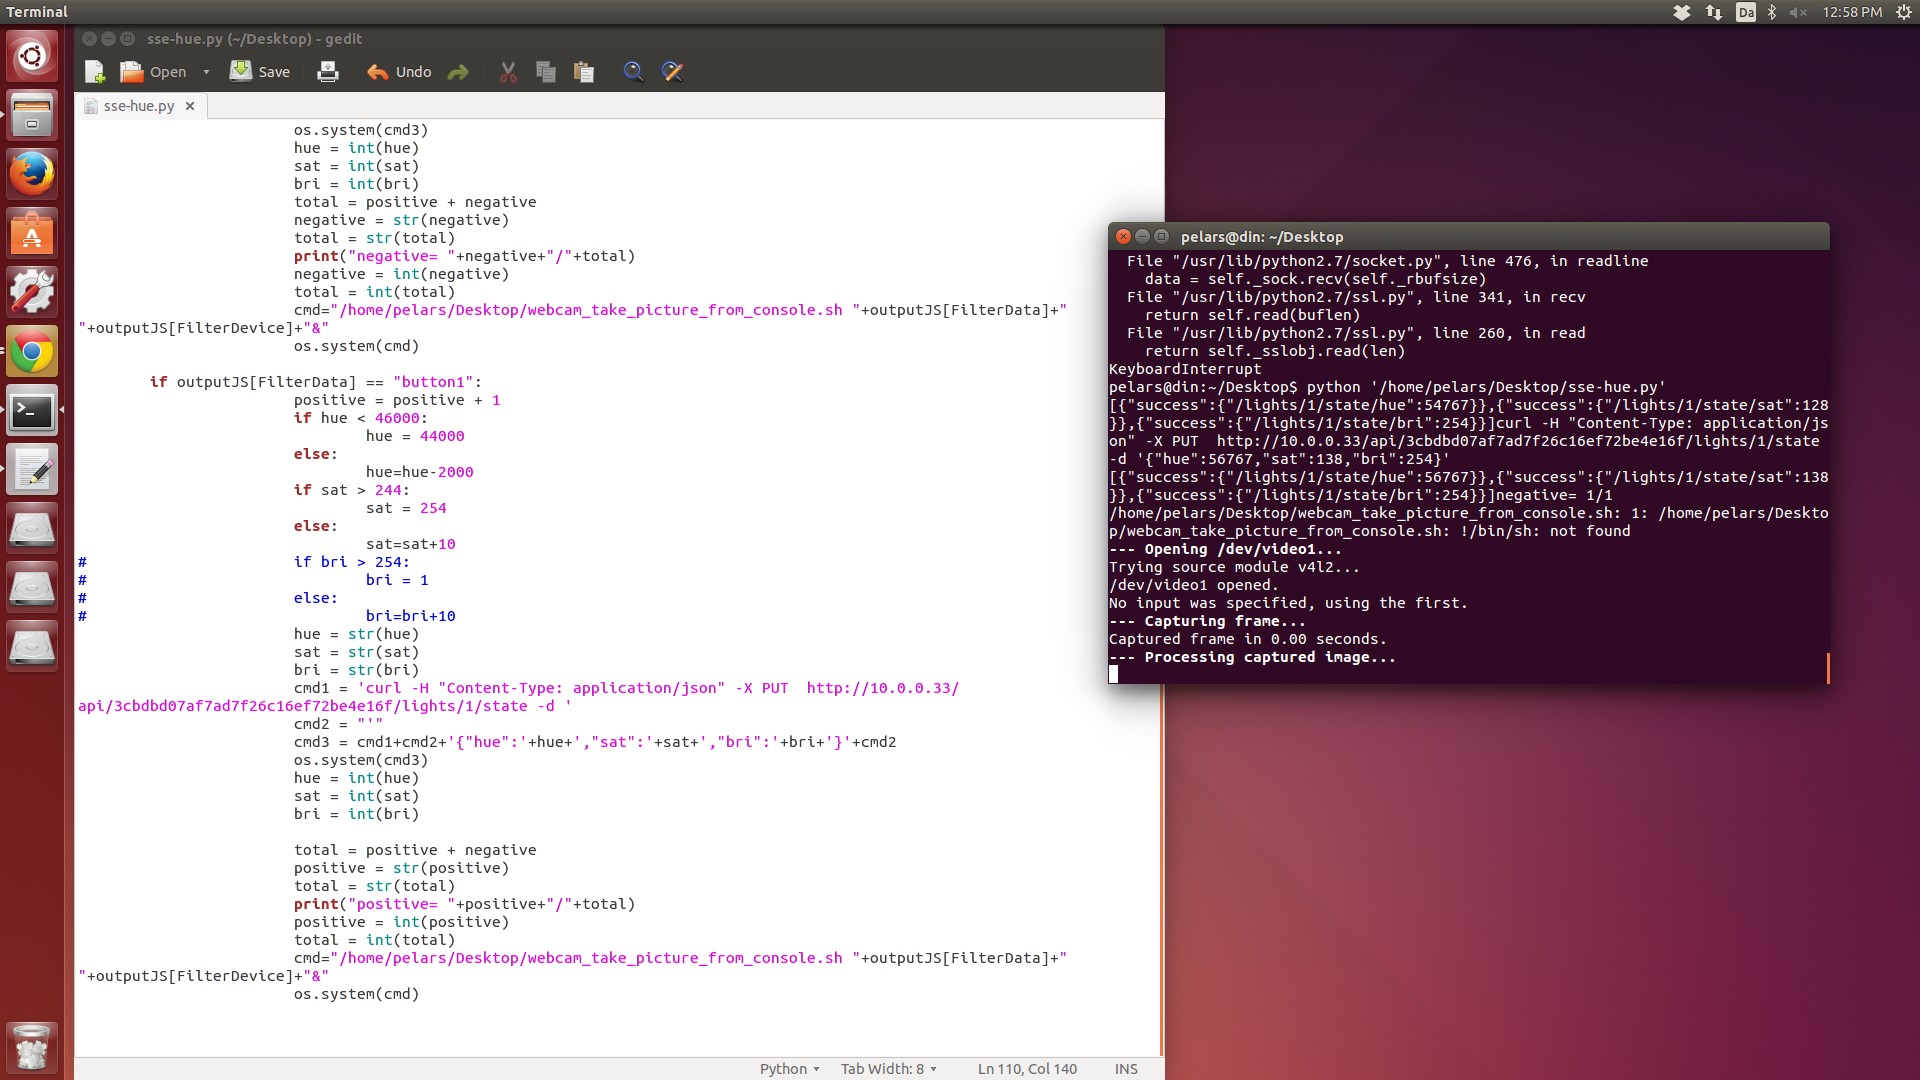 Terminal
Da
12:58 PM
sse-hue.py (~/Desktop) - gedit
Open
Save
Undo
sse-hue.py
os.system(cmd3)
hue = int(hue)
sat = int(sat)
bri = int(bri)
total = positive + negative
negative = str(negative)
total = str(total)
print("negative= "+negative+"/"+total)
negative = int(negative)
total = int(total)
cmd="/home/pelars/Desktop/webcam_take_picture_from_console.sh "+outputJS[FilterData]+"
"+outputJS[FilterDevice]+"&"
os.system(cmd)
if outputJS[FilterData] == "button1":
positive = positive + 1
if hue < 46000:
hue = 44000
else:
hue=hue-2000
if sat > 244:
sat = 254
else:
sat=sat+10
# if bri > 254:
# bri = 1
# else:
# bri=bri+10
hue = str(hue)
sat = str(sat)
bri = str(bri)
cmd1 = 'curl -H "Content-Type: application/json" -X PUT  http://10.0.0.33/
api/3cbdbd07af7ad7f26c16ef72be4e16f/lights/1/state -d '
cmd2 = "'"
cmd3 = cmd1+cmd2+'{"hue":'+hue+',"sat":'+sat+',"bri":'+bri+'}'+cmd2
os.system(cmd3)
hue = int(hue)
sat = int(sat)
bri = int(bri)
total = positive + negative
positive = str(positive)
total = str(total)
print("positive= "+positive+"/"+total)
positive = int(positive)
total = int(total)
cmd="/home/pelars/Desktop/webcam_take_picture_from_console.sh "+outputJS[FilterData]+"
"+outputJS[FilterDevice]+"&"
os.system(cmd)
Python
Tab Width: 8
Ln 110, Col 140
INS
pelars@din: ~/Desktop
File "/usr/lib/python2.7/socket.py", line 476, in readline
data = self._sock.recv(self._rbufsize)
File "/usr/lib/python2.7/ssl.py", line 341, in recv
return self.read(buflen)
File "/usr/lib/python2.7/ssl.py", line 260, in read
return self._sslobj.read(len)
KeyboardInterrupt
pelars@din:~/Desktop$ python '/home/pelars/Desktop/sse-hue.py'
[{"success":{"/lights/1/state/hue":54767}},{"success":{"/lights/1/state/sat":128
}},{"success":{"/lights/1/state/bri":254}}]curl -H "Content-Type: application/js
on" -X PUT  http://10.0.0.33/api/3cbdbd07af7ad7f26c16ef72be4e16f/lights/1/state
-d '{"hue":56767,"sat":138,"bri":254}'
[{"success":{"/lights/1/state/hue":56767}},{"success":{"/lights/1/state/sat":138
}},{"success":{"/lights/1/state/bri":254}}]negative= 1/1
/home/pelars/Desktop/webcam_take_picture_from_console.sh: 1: /home/pelars/Deskto
p/webcam_take_picture_from_console.sh: !/bin/sh: not found
--- Opening /dev/video1...
Trying source module v4l2...
/dev/video1 opened.
No input was specified, using the first.
--- Capturing frame...
Captured frame in 0.00 seconds.
--- Processing captured image...